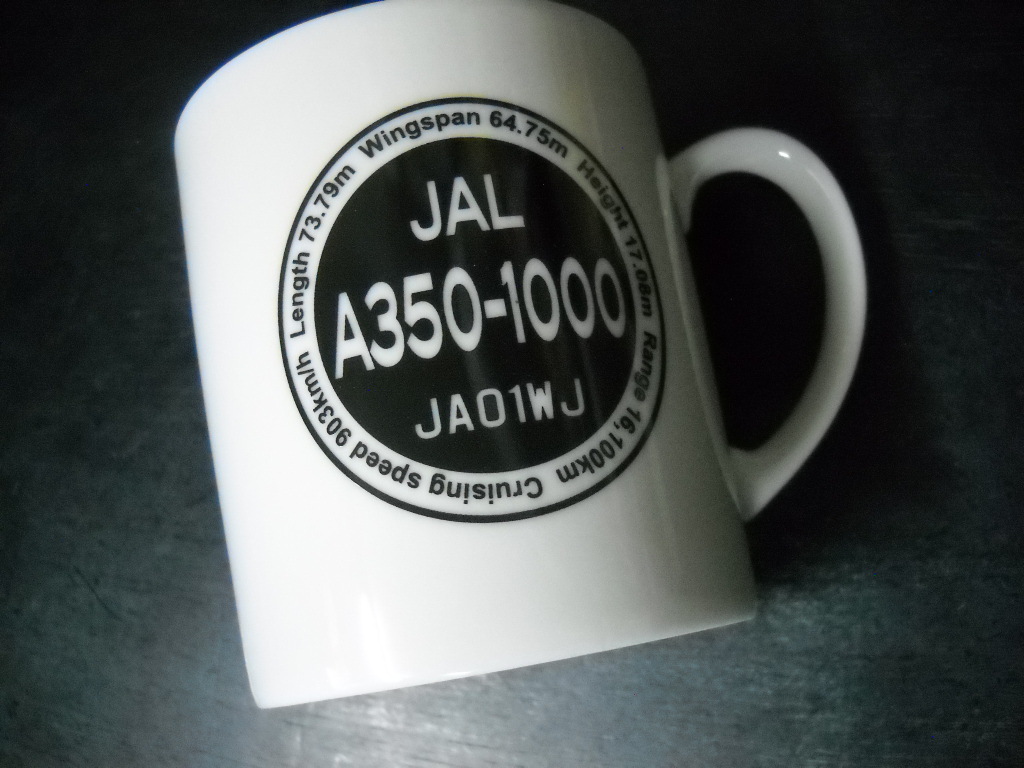 JAL
A350-1000
JA01WJ
Length 73.79m Wingspan 64.75m Height 17.08m Range 16,100km Cruising speed 903km/h